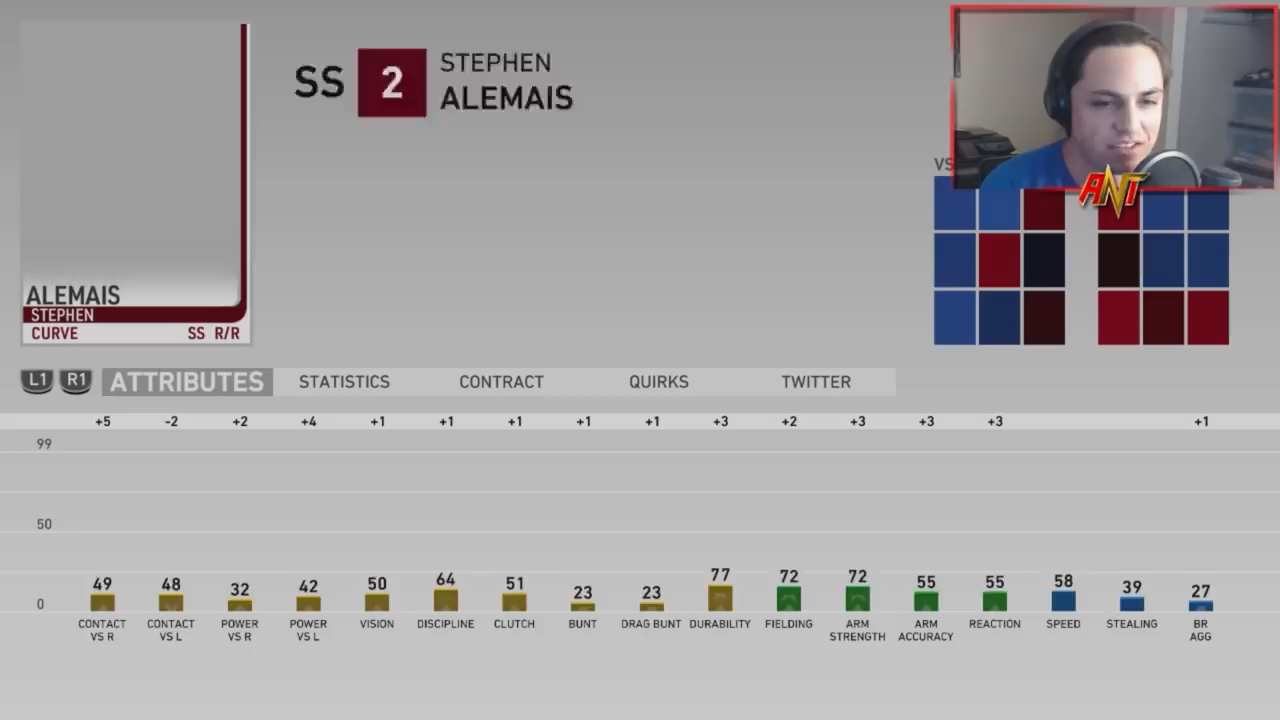 SS 2 STEPHEN
ALEMAIS
VS
ANT
ALEMAIS
STEPHEN
CURVE SS R/R
L1 R1 ATTRIBUTES STATISTICS CONTRACT QUIRKS TWITTER
+5 -2 +2 +4 +1 +1 +1 +1 +1 +3 +2 +3 +3 +3 +1
99
50
0
49 48 32 42 50 64 51 23 23 77 72 72 55 55 58 39 27
CONTACT CONTACT POWER POWER VISION DISCIPLINE CLUTCH BUNT DRAG BUNT DURABILITY FIELDING ARM ARM REACTION SPEED STEALING BR
VS R VS L VS R VS L STRENGTH ACCURACY AGG